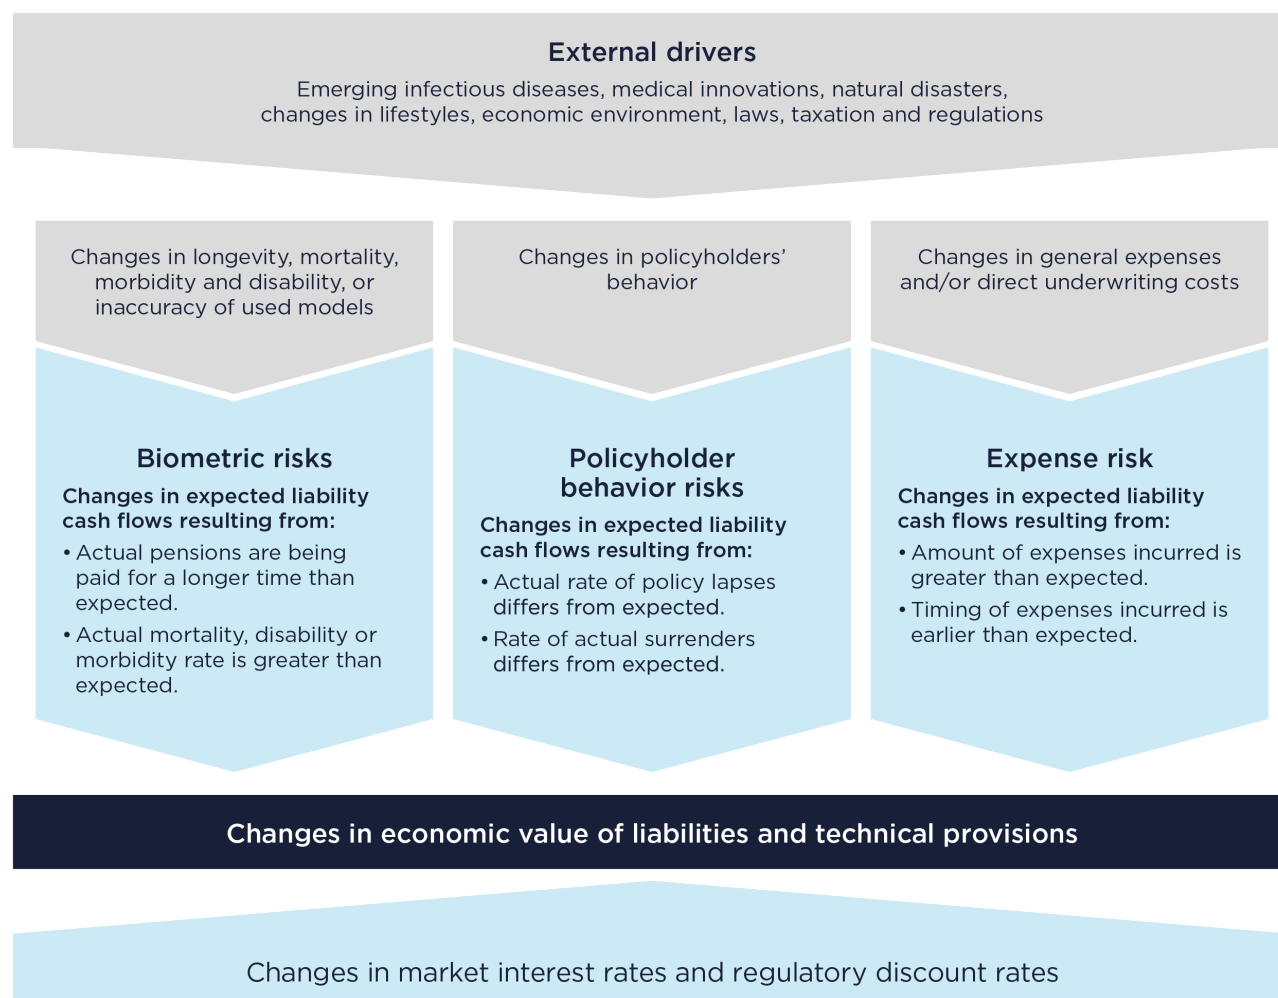 External drivers
Emerging infectious diseases, medical innovations, natural disasters,
changes in lifestyles, economic environment, laws, taxation and regulations
Changes in longevity, mortality,
morbidity and disability, or
inaccuracy of used models
Changes in policyholders’
behavior
Changes in general expenses
and/or direct underwriting costs
Biometric risks
Changes in expected liability
cash flows resulting from:
• Actual pensions are being
paid for a longer time than
expected.
• Actual mortality, disability or
morbidity rate is greater than
expected.
Policyholder
behavior risks
Changes in expected liability
cash flows resulting from:
• Actual rate of policy lapses
differs from expected.
• Rate of actual surrenders
differs from expected.
Expense risk
Changes in expected liability
cash flows resulting from:
• Amount of expenses incurred is
greater than expected.
• Timing of expenses incurred is
earlier than expected.
Changes in economic value of liabilities and technical provisions
Changes in market interest rates and regulatory discount rates